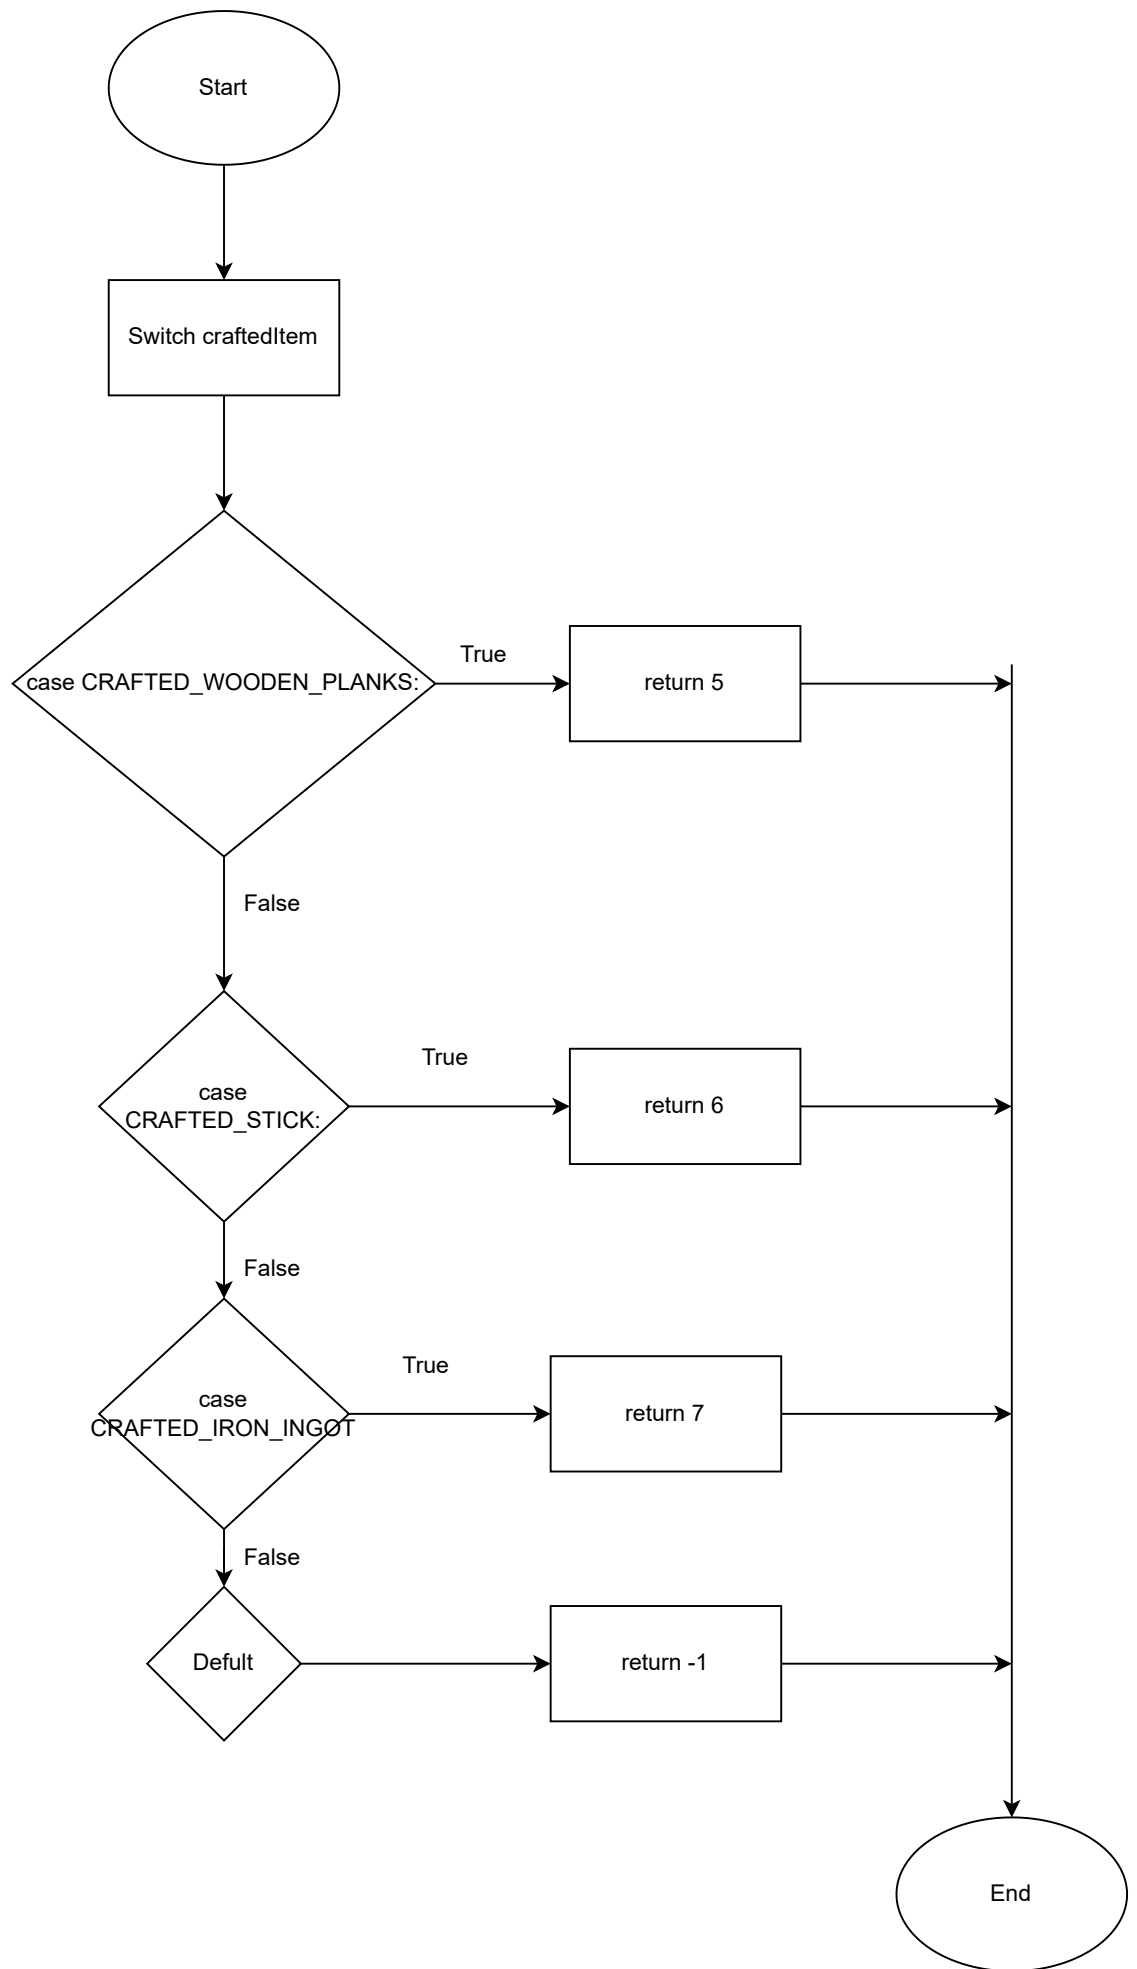 Start
Switch craftedItem
case CRAFTED_WOODEN_PLANKS:
True
return 5
False
case
CRAFTED_STICK:
True
return 6
False
case
CRAFTED_IRON_INGOT
True
return 7
False
Defult
return -1
End